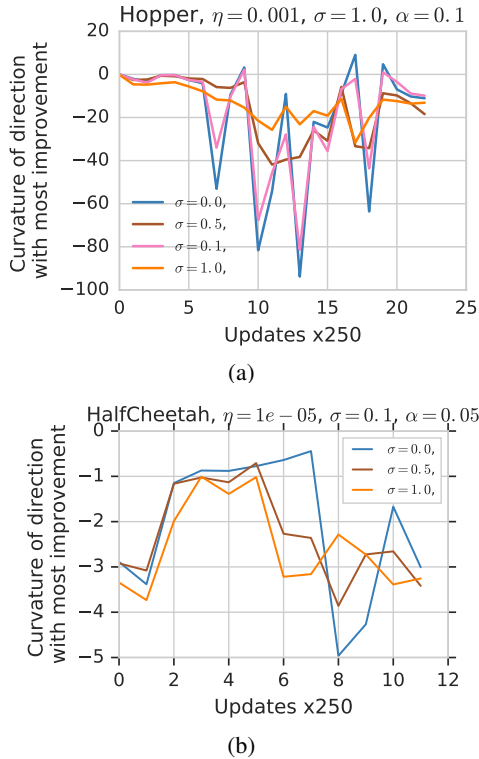 Hopper, η=0.001, σ=1.0, α=0.1
Curvature of direction
with most improvement
20
0
−20
−40
−60
−80
−100
σ=0.0,
σ=0.5,
σ=0.1,
σ=1.0,
0 5 10 15 20 25
Updates x250
(a)
HalfCheetah, η=1e−05, σ=0.1, α=0.05
Curvature of direction
with most improvement
0
−1
−2
−3
−4
−5
σ=0.0,
σ=0.5,
σ=1.0,
0 2 4 6 8 10 12
Updates x250
(b)